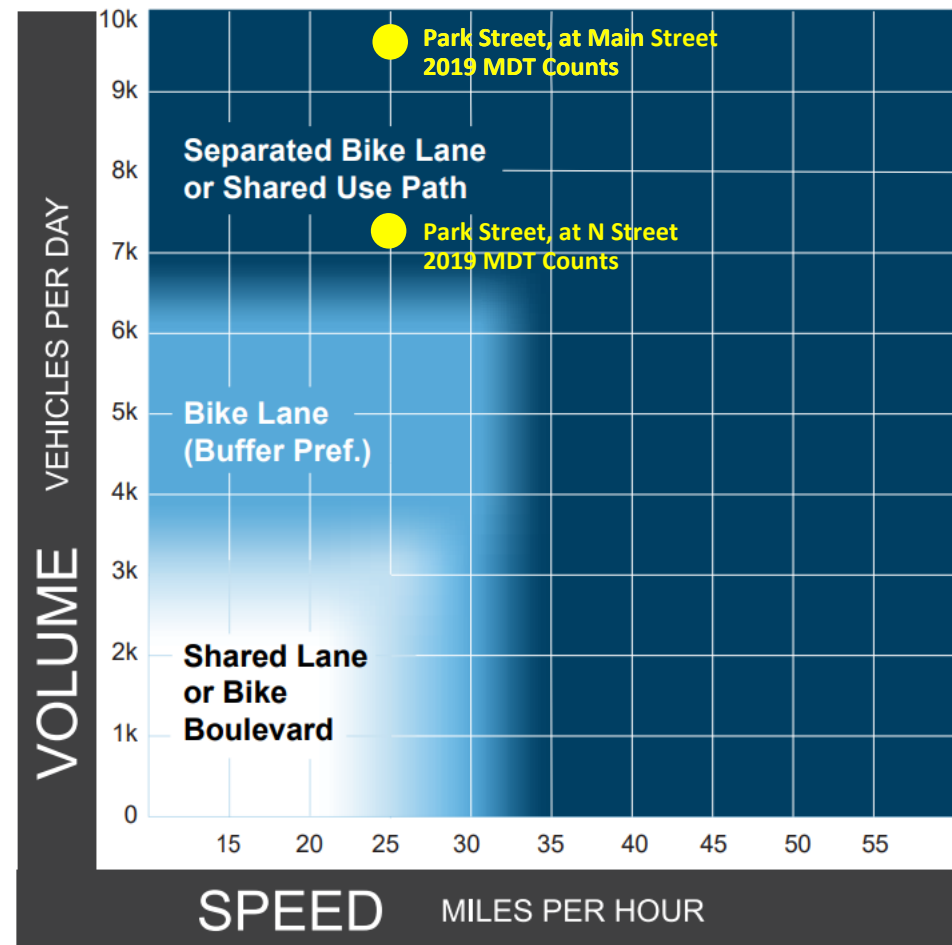 10k
9k
8k
7k
6k
5k
4k
3k
2k
1k
0
VOLUME VEHICLES PER DAY
Park Street, at Main Street
2019 MDT Counts
Separated Bike Lane
or Shared Use Path
Park Street, at N Street
2019 MDT Counts
Bike Lane
(Buffer Pref.)
Shared Lane
or Bike
Boulevard
15 20 25 30 35 40 45 50 55
SPEED MILES PER HOUR